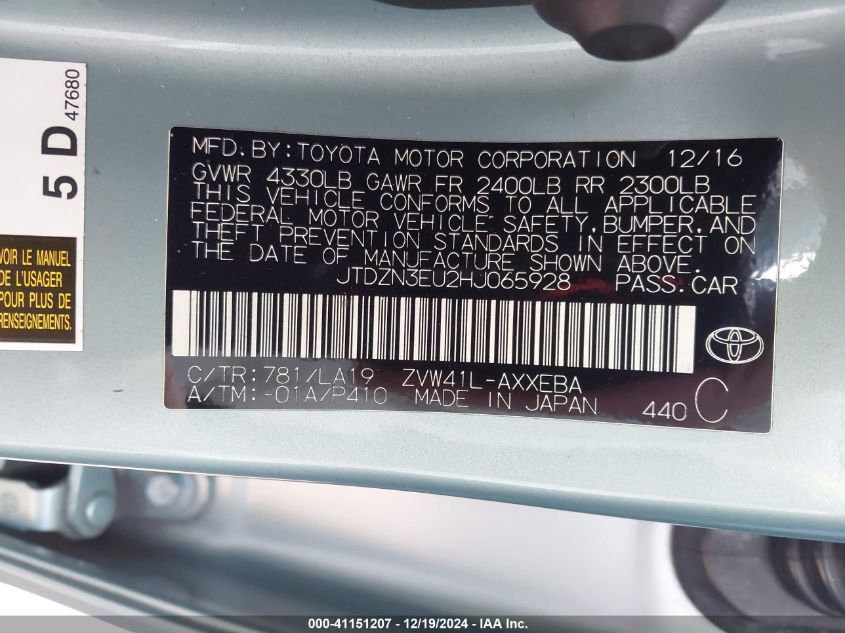 5 D
47680
VOIR LE MANUEL
DE L'USAGER
POUR PLUS DE
RENSEIGNEMENTS.
MFD. BY: TOYOTA MOTOR CORPORATION 12/16
GVWR 4330LB GAWR FR 2400LB RR 2300LB
THIS VEHICLE CONFORMS TO ALL APPLICABLE
FEDERAL MOTOR VEHICLE SAFETY, BUMPER, AND
THEFT PREVENTION STANDARDS IN EFFECT ON
THE DATE OF MANUFACTURE SHOWN ABOVE.
JTDZN3EU2HJ065928 PASS.CAR
C/TR: 781/LA19 ZVW41L-AXXEBA
A/TM: -01A/P410 MADE IN JAPAN 440 C
000-41151207 - 12/19/2024 - IAA Inc.